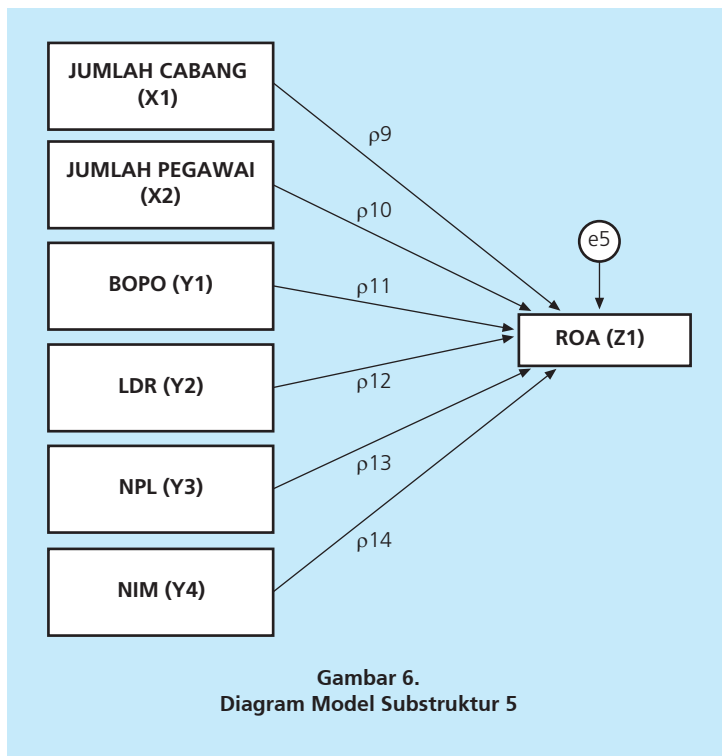 JUMLAH CABANG
(X1)
ρ9
JUMLAH PEGAWAI
(X2)
ρ10
e5
BOPO (Y1)
ρ11
ROA (Z1)
LDR (Y2)
ρ12
NPL (Y3)
ρ13
ρ14
NIM (Y4)
Gambar 6.
Diagram Model Substruktur 5